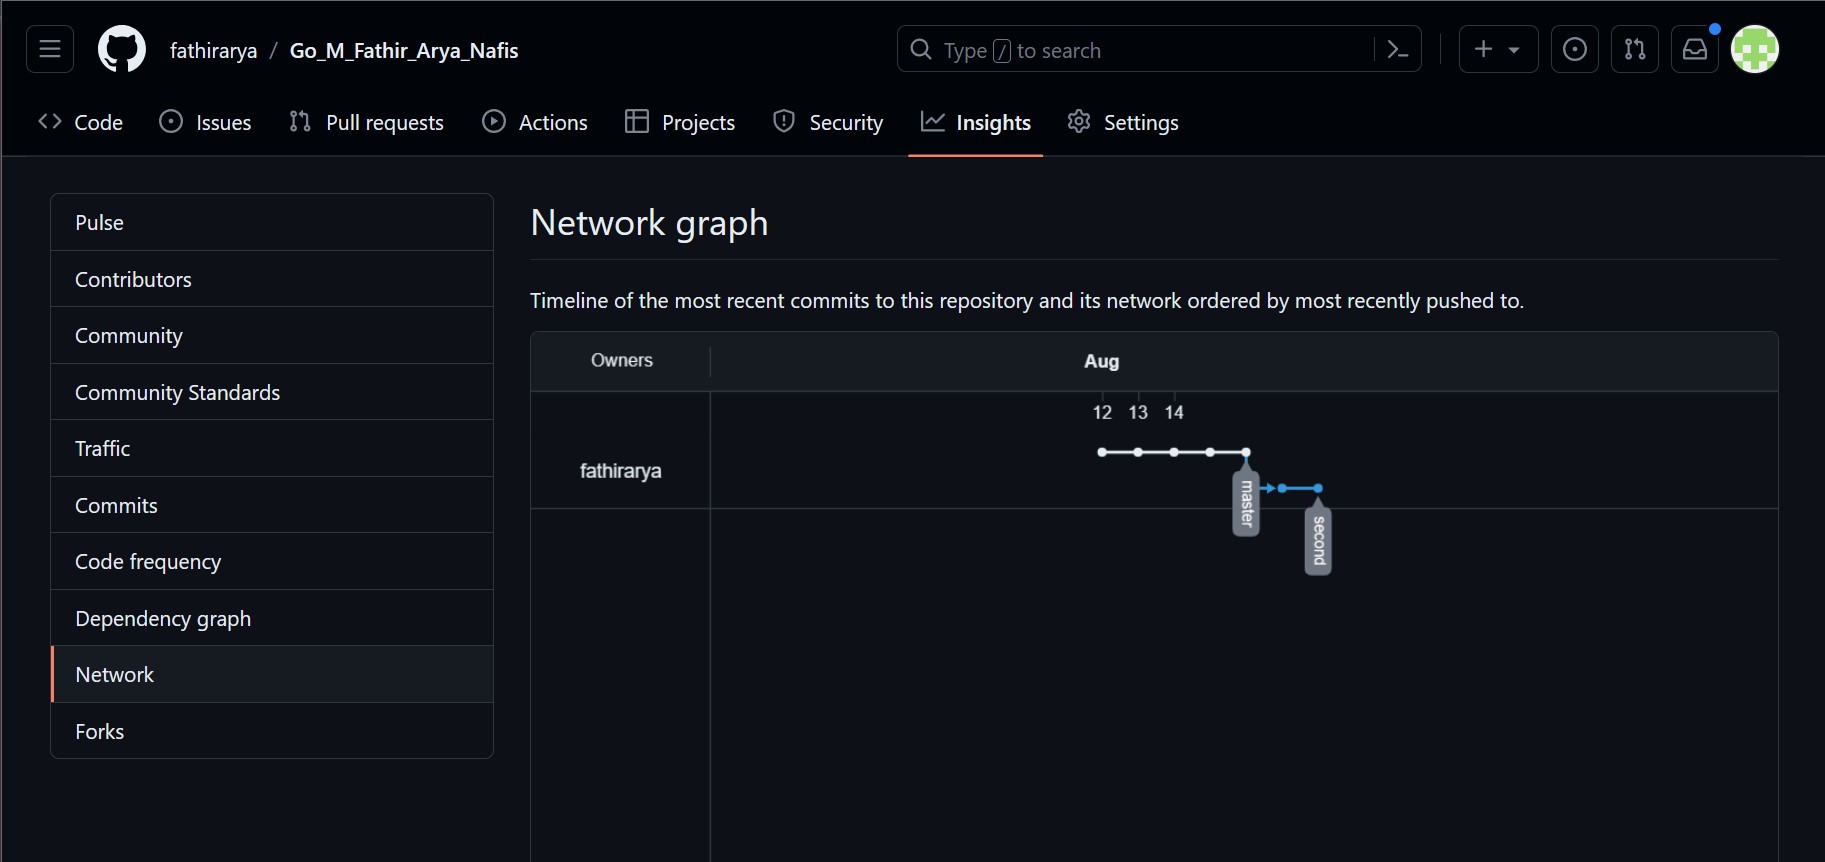 fathirarya / Go_M_Fathir_Arya_Nafis
Type / to search
Code Issues Pull requests Actions Projects Security Insights Settings
Pulse
Contributors
Community
Community Standards
Traffic
Commits
Code frequency
Dependency graph
Network
Forks
Network graph
Timeline of the most recent commits to this repository and its network ordered by most recently pushed to.
Owners Aug
12 13 14
fathirarya
master
second